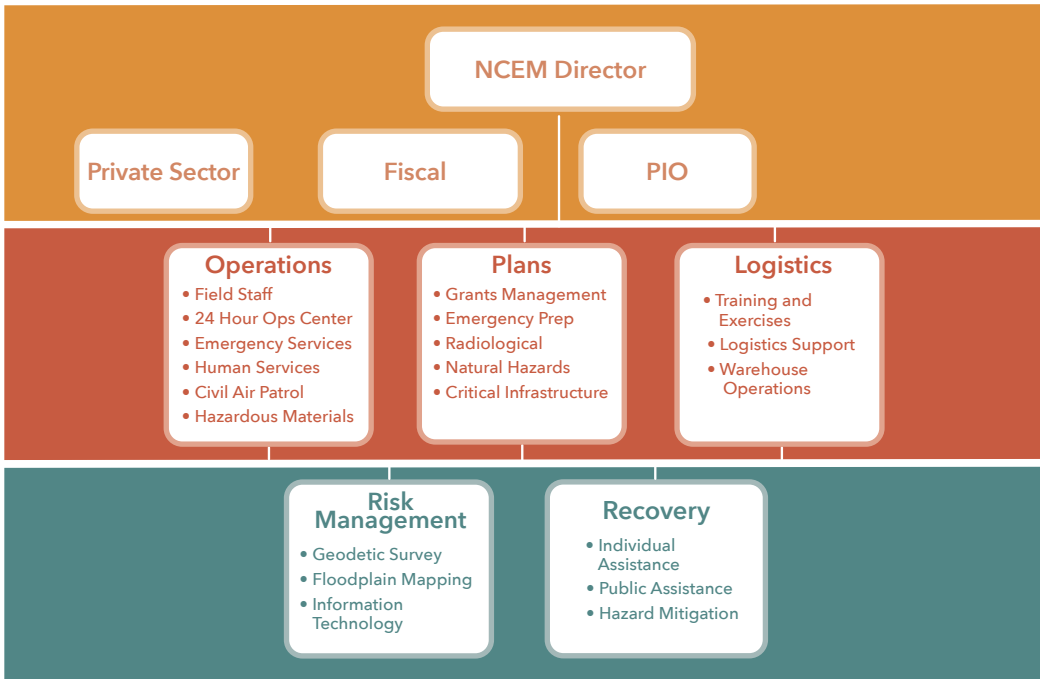 NCEM Director
Private Sector
Fiscal
PIO
Operations
• Field Staff
• 24 Hour Ops Center
• Emergency Services
• Human Services
• Civil Air Patrol
• Hazardous Materials
Plans
• Grants Management
• Emergency Prep
• Radiological
• Natural Hazards
• Critical Infrastructure
Logistics
• Training and
Exercises
• Logistics Support
• Warehouse
Operations
Risk
Management
• Geodetic Survey
• Floodplain Mapping
• Information
Technology
Recovery
• Individual
Assistance
• Public Assistance
• Hazard Mitigation